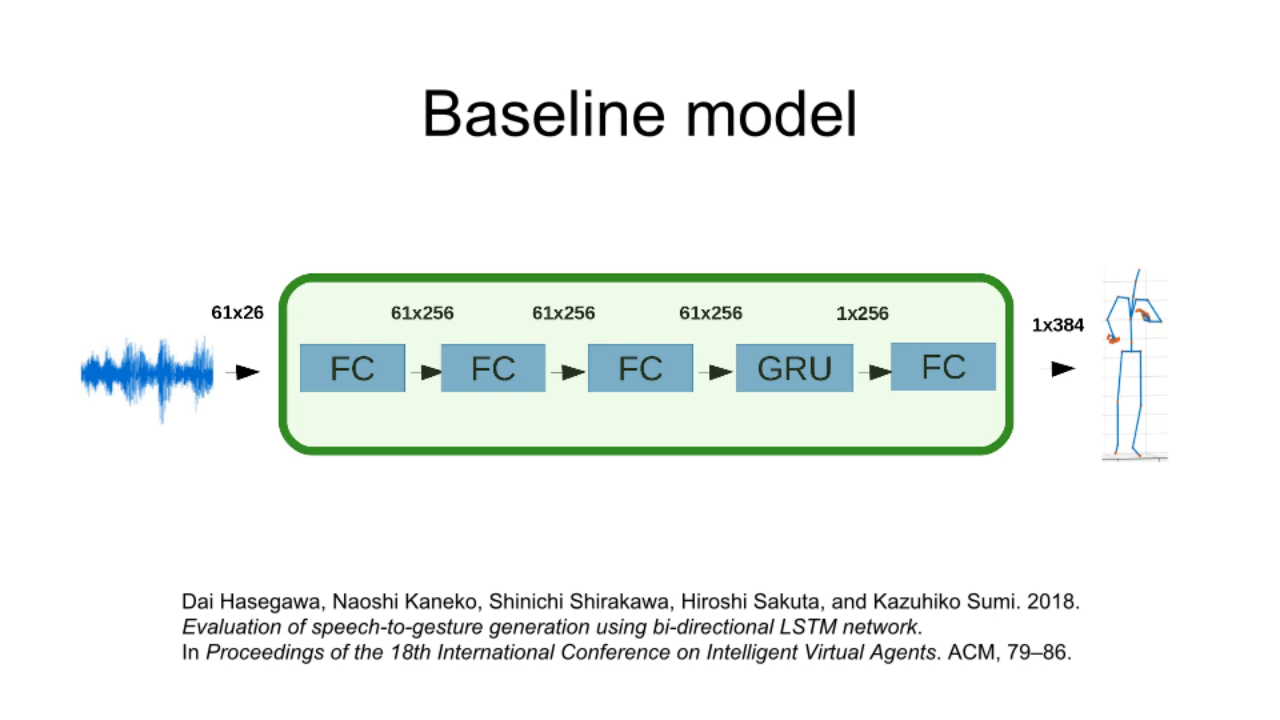 Baseline model
61x26
61x256
61x256
61x256
1x256
1x384
FC
FC
FC
GRU
FC
Dai Hasegawa, Naoshi Kaneko, Shinichi Shirakawa, Hiroshi Sakuta, and Kazuhiko Sumi. 2018.
Evaluation of speech-to-gesture generation using bi-directional LSTM network.
In Proceedings of the 18th International Conference on Intelligent Virtual Agents. ACM, 79–86.